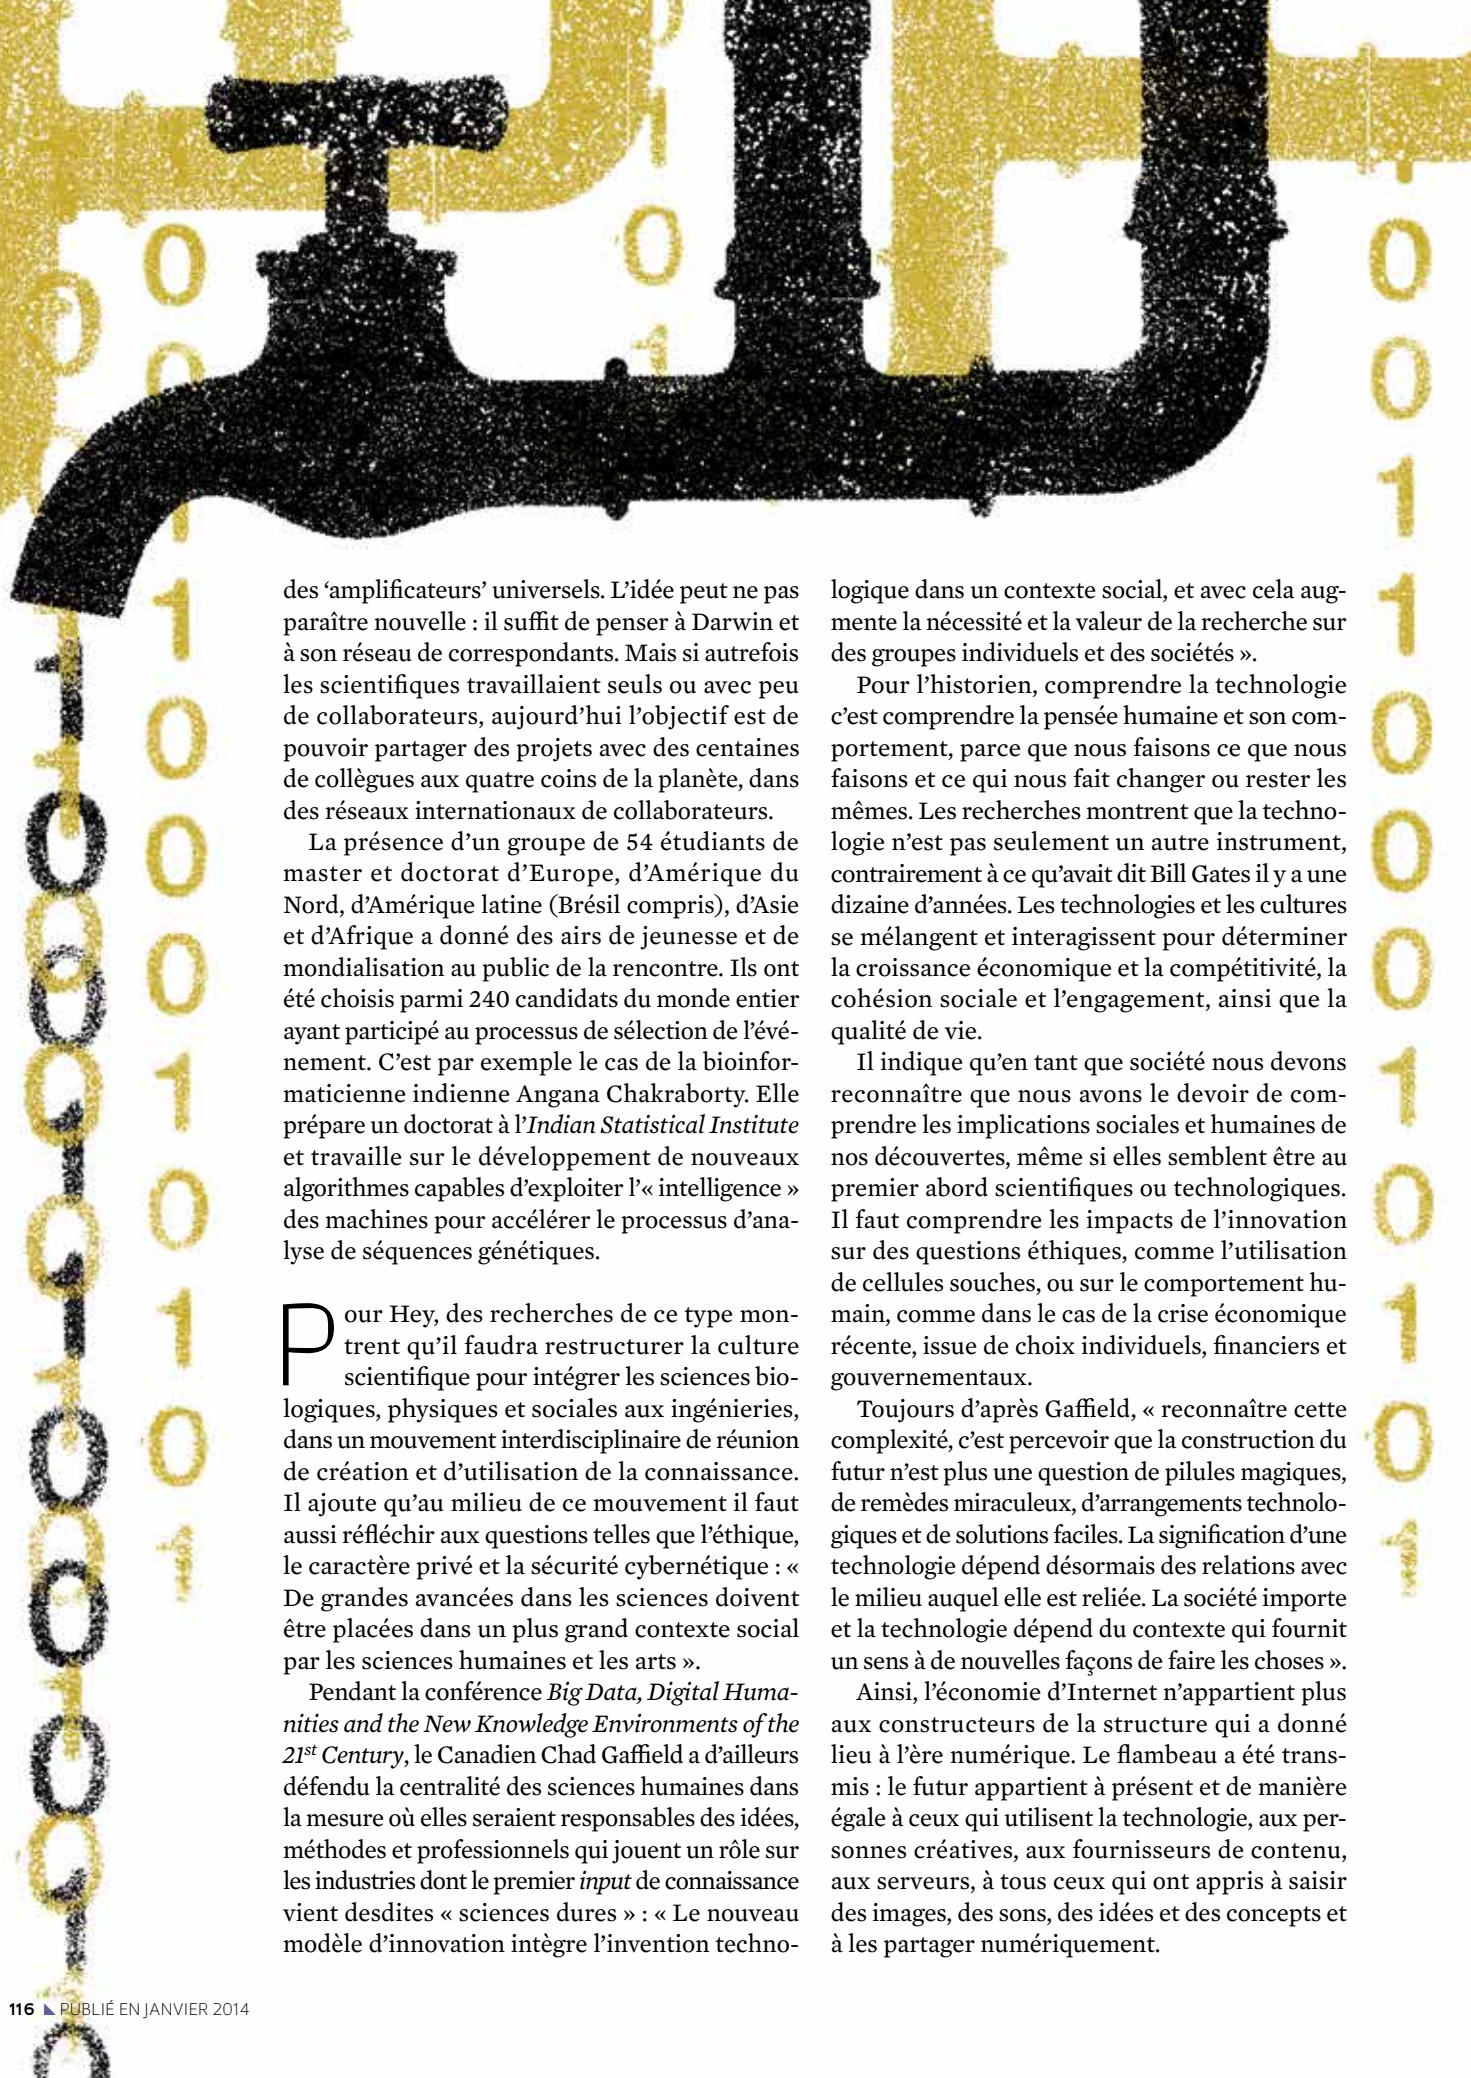 des ‘amplificateurs’ universels. L’idée peut ne pas
paraître nouvelle : il suffit de penser à Darwin et
à son réseau de correspondants. Mais si autrefois
les scientifiques travaillaient seuls ou avec peu
de collaborateurs, aujourd’hui l’objectif est de
pouvoir partager des projets avec des centaines
de collègues aux quatre coins de la planète, dans
des réseaux internationaux de collaborateurs.
La présence d’un groupe de 54 étudiants de
master et doctorat d’Europe, d’Amérique du
Nord, d’Amérique latine (Brésil compris), d’Asie
et d’Afrique a donné des airs de jeunesse et de
mondialisation au public de la rencontre. Ils ont
été choisis parmi 240 candidats du monde entier
ayant participé au processus de sélection de l’évé-
nement. C’est par exemple le cas de la bioinfor-
maticienne indienne Angana Chakraborty. Elle
prépare un doctorat à l’Indian Statistical Institute
et travaille sur le développement de nouveaux
algorithmes capables d’exploiter l’« intelligence »
des machines pour accélérer le processus d’ana-
lyse de séquences génétiques.
Pour Hey, des recherches de ce type mon-
trent qu’il faudra restructurer la culture
scientifique pour intégrer les sciences bio-
logiques, physiques et sociales aux ingénieries,
dans un mouvement interdisciplinaire de réunion
de création et d’utilisation de la connaissance.
Il ajoute qu’au milieu de ce mouvement il faut
aussi réfléchir aux questions telles que l’éthique,
le caractère privé et la sécurité cybernétique : «
De grandes avancées dans les sciences doivent
être placées dans un plus grand contexte social
par les sciences humaines et les arts ».
Pendant la conférence Big Data, Digital Huma-
nities and the New Knowledge Environments of the
21st Century, le Canadien Chad Gaffield a d’ailleurs
défendu la centralité des sciences humaines dans
la mesure où elles seraient responsables des idées,
méthodes et professionnels qui jouent un rôle sur
les industries dont le premier input de connaissance
vient desdites « sciences dures » : « Le nouveau
modèle d’innovation intègre l’invention techno-
logique dans un contexte social, et avec cela aug-
mente la nécessité et la valeur de la recherche sur
des groupes individuels et des sociétés ».
Pour l’historien, comprendre la technologie
c’est comprendre la pensée humaine et son com-
portement, parce que nous faisons ce que nous
faisons et ce qui nous fait changer ou rester les
mêmes. Les recherches montrent que la techno-
logie n’est pas seulement un autre instrument,
contrairement à ce qu’avait dit Bill Gates il y a une
dizaine d’années. Les technologies et les cultures
se mélangent et interagissent pour déterminer
la croissance économique et la compétitivité, la
cohésion sociale et l’engagement, ainsi que la
qualité de vie.
Il indique qu’en tant que société nous devons
reconnaître que nous avons le devoir de com-
prendre les implications sociales et humaines de
nos découvertes, même si elles semblent être au
premier abord scientifiques ou technologiques.
Il faut comprendre les impacts de l’innovation
sur des questions éthiques, comme l’utilisation
de cellules souches, ou sur le comportement hu-
main, comme dans le cas de la crise économique
récente, issue de choix individuels, financiers et
gouvernementaux.
Toujours d’après Gaffield, « reconnaître cette
complexité, c’est percevoir que la construction du
futur n’est plus une question de pilules magiques,
de remèdes miraculeux, d’arrangements technolo-
giques et de solutions faciles. La signification d’une
technologie dépend désormais des relations avec
le milieu auquel elle est reliée. La société importe
et la technologie dépend du contexte qui fournit
un sens à de nouvelles façons de faire les choses ».
Ainsi, l’économie d’Internet n’appartient plus
aux constructeurs de la structure qui a donné
lieu à l’ère numérique. Le flambeau a été trans-
mis : le futur appartient à présent et de manière
égale à ceux qui utilisent la technologie, aux per-
sonnes créatives, aux fournisseurs de contenu,
aux serveurs, à tous ceux qui ont appris à saisir
des images, des sons, des idées et des concepts et
à les partager numériquement.
116 PUBLIÉ EN JANVIER 2014